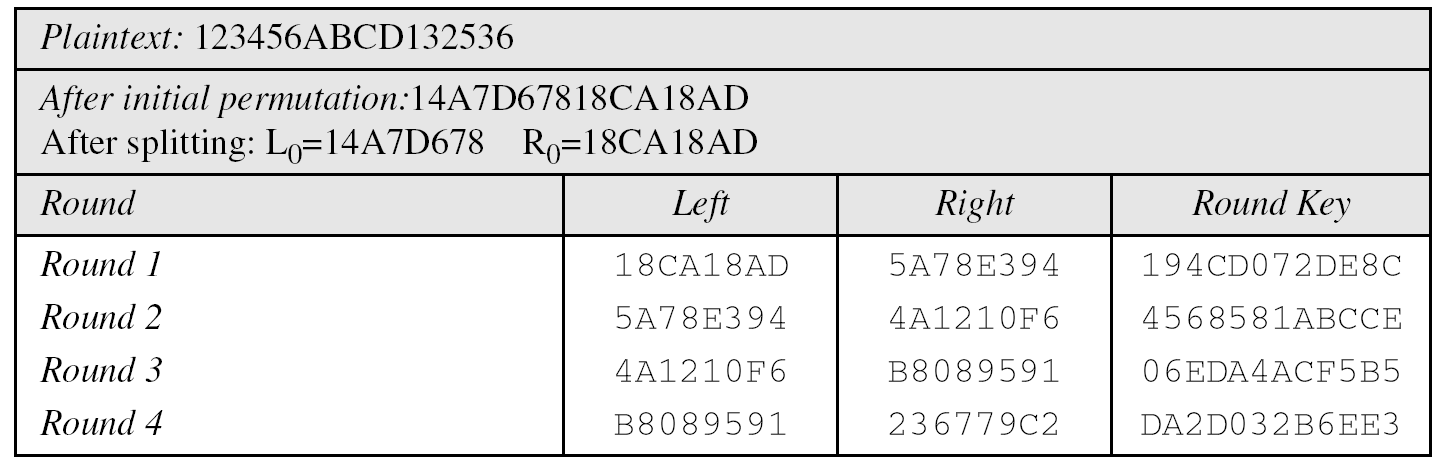 Plaintext: 123456ABCD132536
After initial permutation:14A7D67818CA18AD
After splitting: L0=14A7D678 R0=18CA18AD
Round Left Right Round Key
Round 1 18CA18AD 5A78E394 194CD072DE8C
Round 2 5A78E394 4A1210F6 4568581ABCCE
Round 3 4A1210F6 B8089591 06EDA4ACF5B5
Round 4 B8089591 236779C2 DA2D032B6EE3